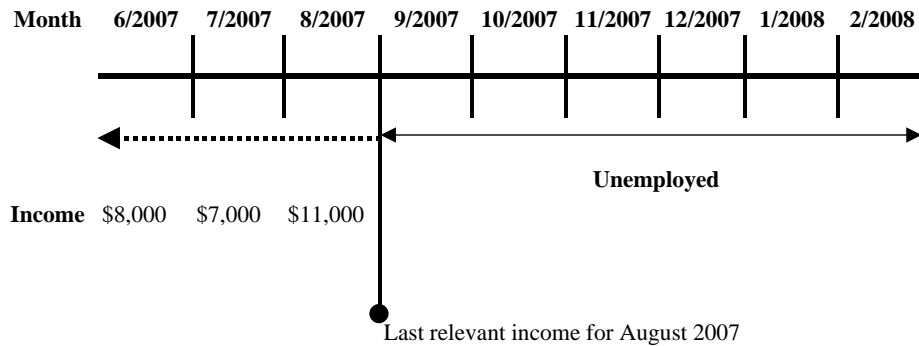 Month 6/2007 7/2007 8/2007 9/2007 10/2007 11/2007 12/2007 1/2008 2/2008
Unemployed
Income $8,000 $7,000 $11,000
Last relevant income for August 2007